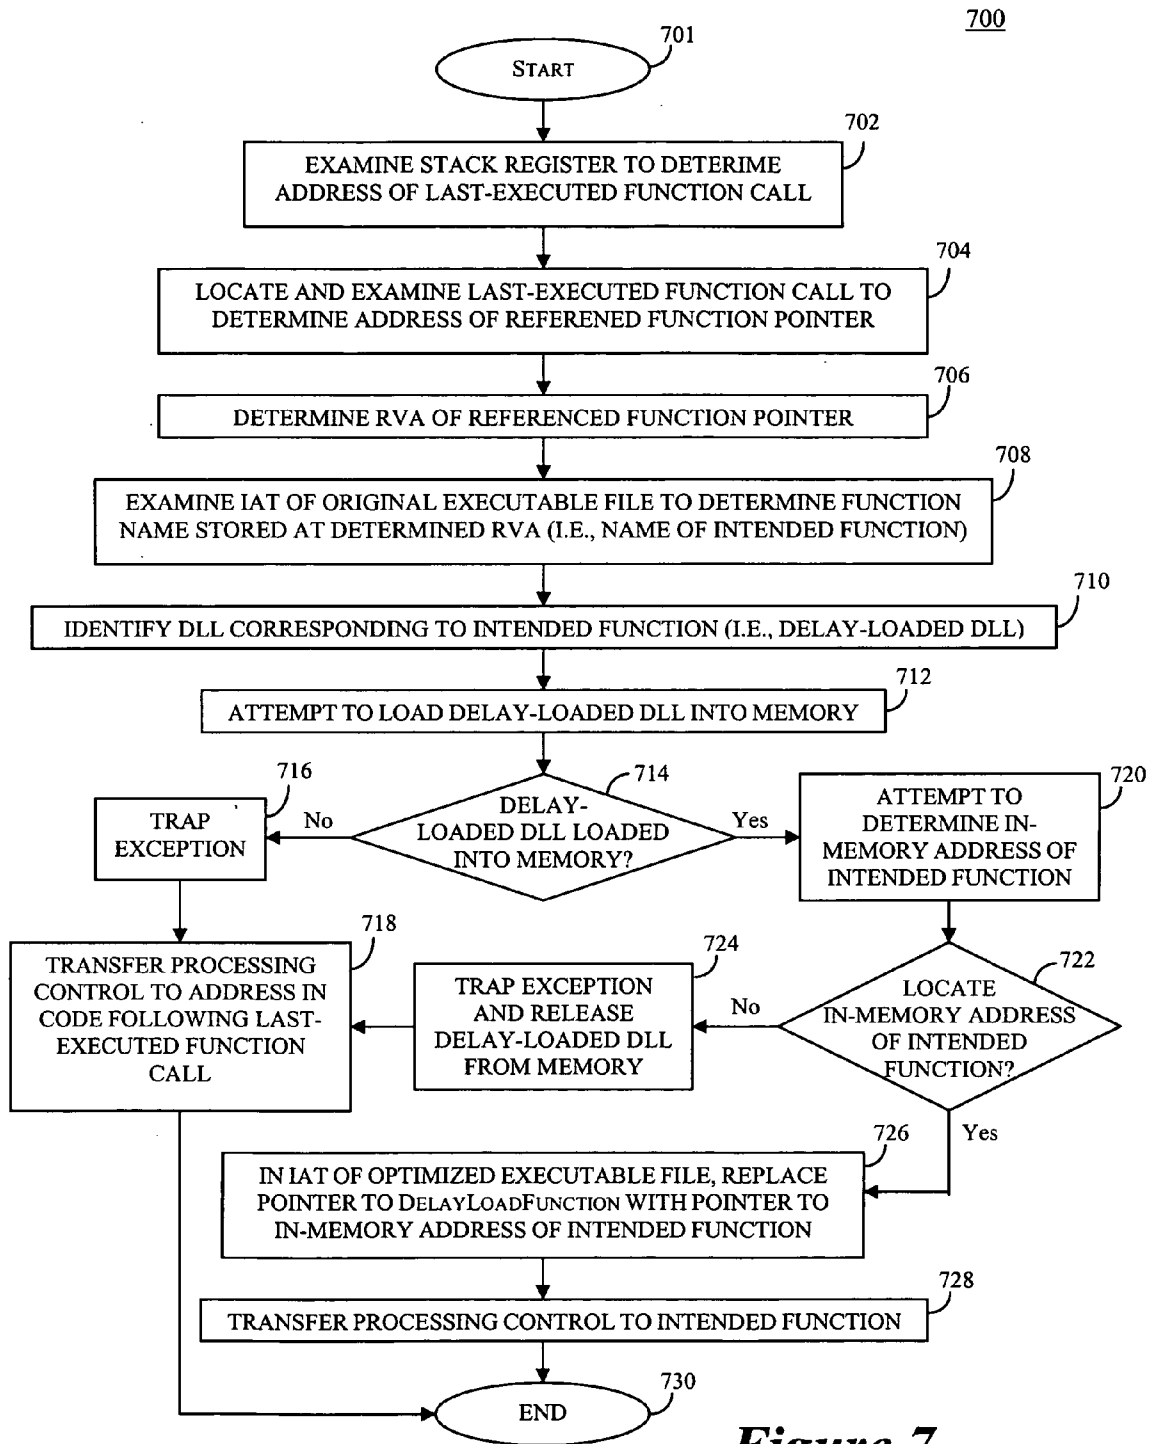 700
701
START
702
EXAMINE STACK REGISTER TO DETERIME
ADDRESS OF LAST-EXECUTED FUNCTION CALL
704
LOCATE AND EXAMINE LAST-EXECUTED FUNCTION CALL TO
DETERMINE ADDRESS OF REFERENED FUNCTION POINTER
706
DETERMINE RVA OF REFERENCED FUNCTION POINTER
708
EXAMINE IAT OF ORIGINAL EXECUTABLE FILE TO DETERMINE FUNCTION
NAME STORED AT DETERMINED RVA (I.E., NAME OF INTENDED FUNCTION)
710
IDENTIFY DLL CORRESPONDING TO INTENDED FUNCTION (I.E., DELAY-LOADED DLL)
712
ATTEMPT TO LOAD DELAY-LOADED DLL INTO MEMORY
714
DELAY-
LOADED DLL LOADED
INTO MEMORY?
No
Yes
716
TRAP
EXCEPTION
720
ATTEMPT TO
DETERMINE IN-
MEMORY ADDRESS OF
INTENDED FUNCTION
718
TRANSFER PROCESSING
CONTROL TO ADDRESS IN
CODE FOLLOWING LAST-
EXECUTED FUNCTION
CALL
724
TRAP EXCEPTION
AND RELEASE
DELAY-LOADED DLL
FROM MEMORY
No
722
LOCATE
IN-MEMORY ADDRESS
OF INTENDED
FUNCTION?
Yes
726
IN IAT OF OPTIMIZED EXECUTABLE FILE, REPLACE
POINTER TO DELAYLOADFUNCTION WITH POINTER TO
IN-MEMORY ADDRESS OF INTENDED FUNCTION
728
TRANSFER PROCESSING CONTROL TO INTENDED FUNCTION
730
END
Figure 7